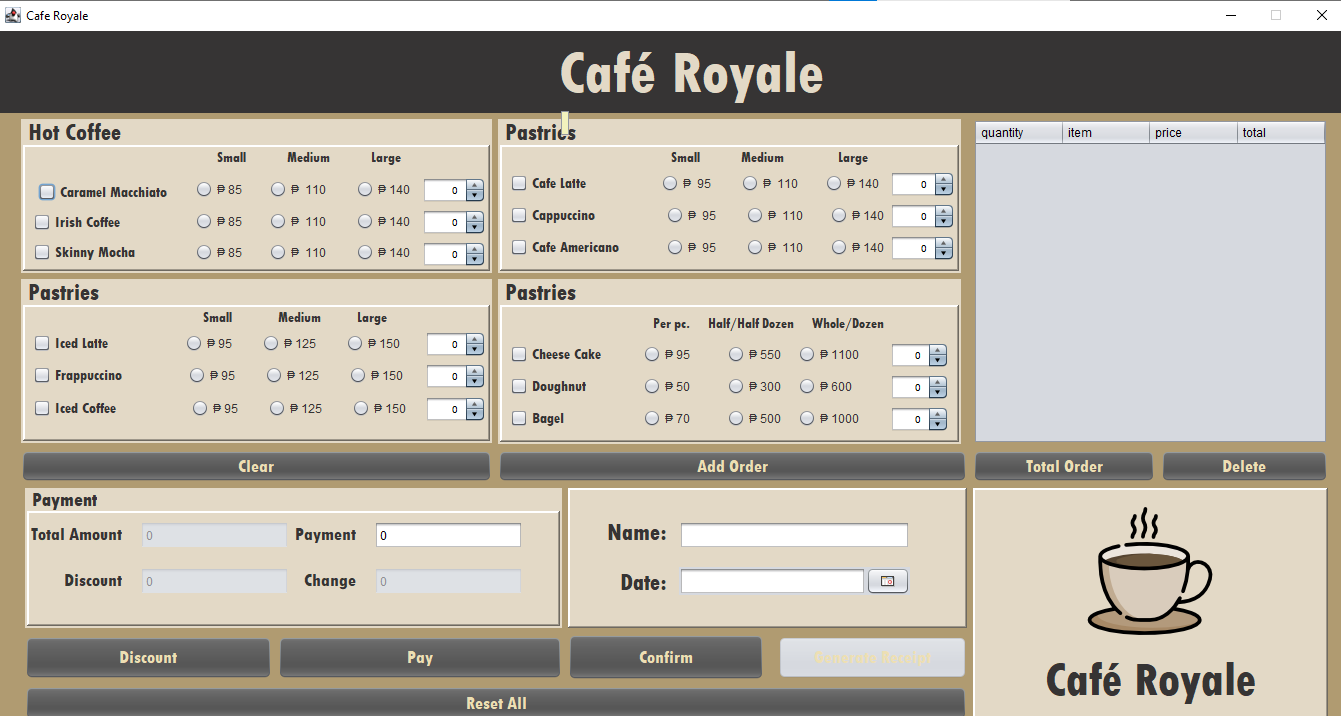 Cafe Royale
Café Royale
Hot Coffee
Small Medium Large
Caramel Macchiato ₱ 85 ₱ 110 ₱ 140 0
Irish Coffee ₱ 85 ₱ 110 ₱ 140 0
Skinny Mocha ₱ 85 ₱ 110 ₱ 140 0
Pastries
Small Medium Large
Cafe Latte ₱ 95 ₱ 110 ₱ 140 0
Cappuccino ₱ 95 ₱ 110 ₱ 140 0
Cafe Americano ₱ 95 ₱ 110 ₱ 140 0
quantity item price total
Pastries
Small Medium Large
Iced Latte ₱ 95 ₱ 125 ₱ 150 0
Frappuccino ₱ 95 ₱ 125 ₱ 150 0
Iced Coffee ₱ 95 ₱ 125 ₱ 150 0
Pastries
Per pc. Half/Half Dozen Whole/Dozen
Cheese Cake ₱ 95 ₱ 550 ₱ 1100 0
Doughnut ₱ 50 ₱ 300 ₱ 600 0
Bagel ₱ 70 ₱ 500 ₱ 1000 0
Clear Add Order Total Order Delete
Payment
Total Amount 0 Payment 0
Discount 0 Change 0
Name:
Date:
Discount Pay Confirm Generate Receipt
Reset All
Café Royale